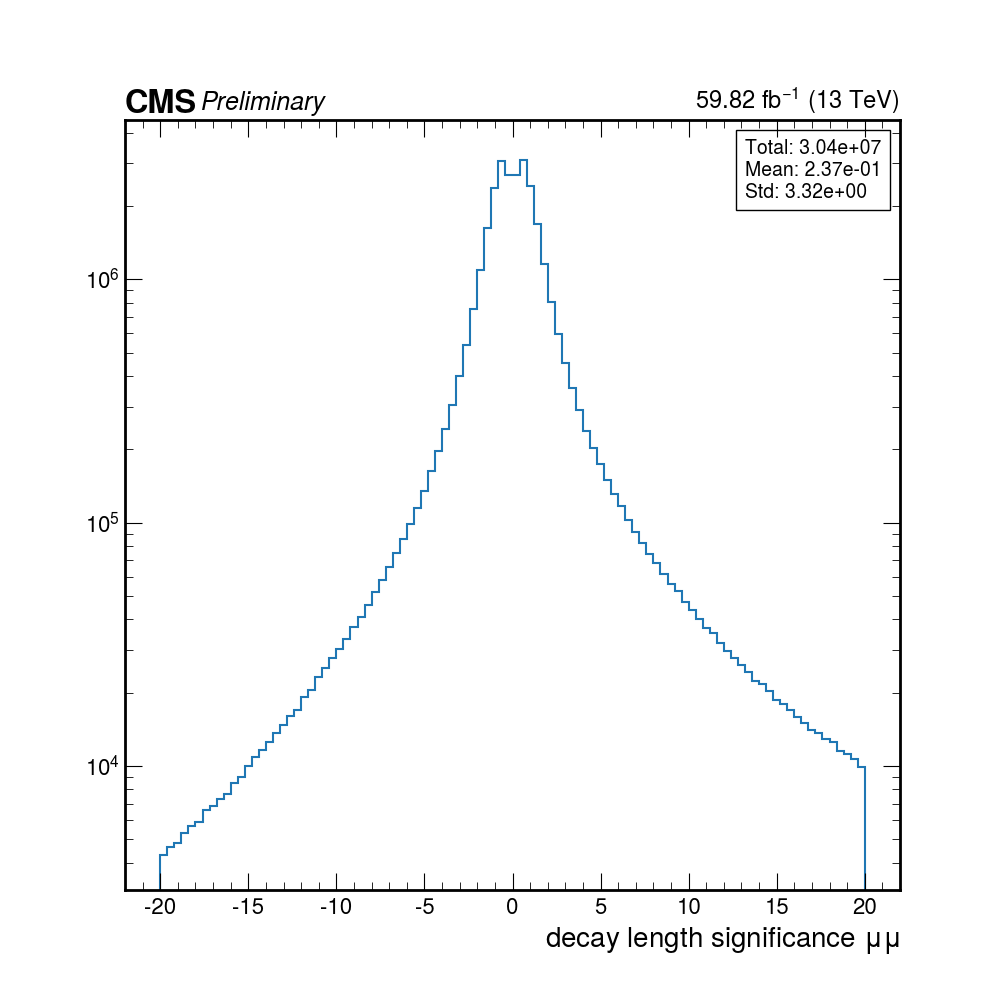 CMS Preliminary 59.82 fb⁻¹ (13 TeV)
Total: 3.04e+07
Mean: 2.37e-01
Std: 3.32e+00
10⁶
10⁵
10⁴
-20 -15 -10 -5 0 5 10 15 20
decay length significance μμ